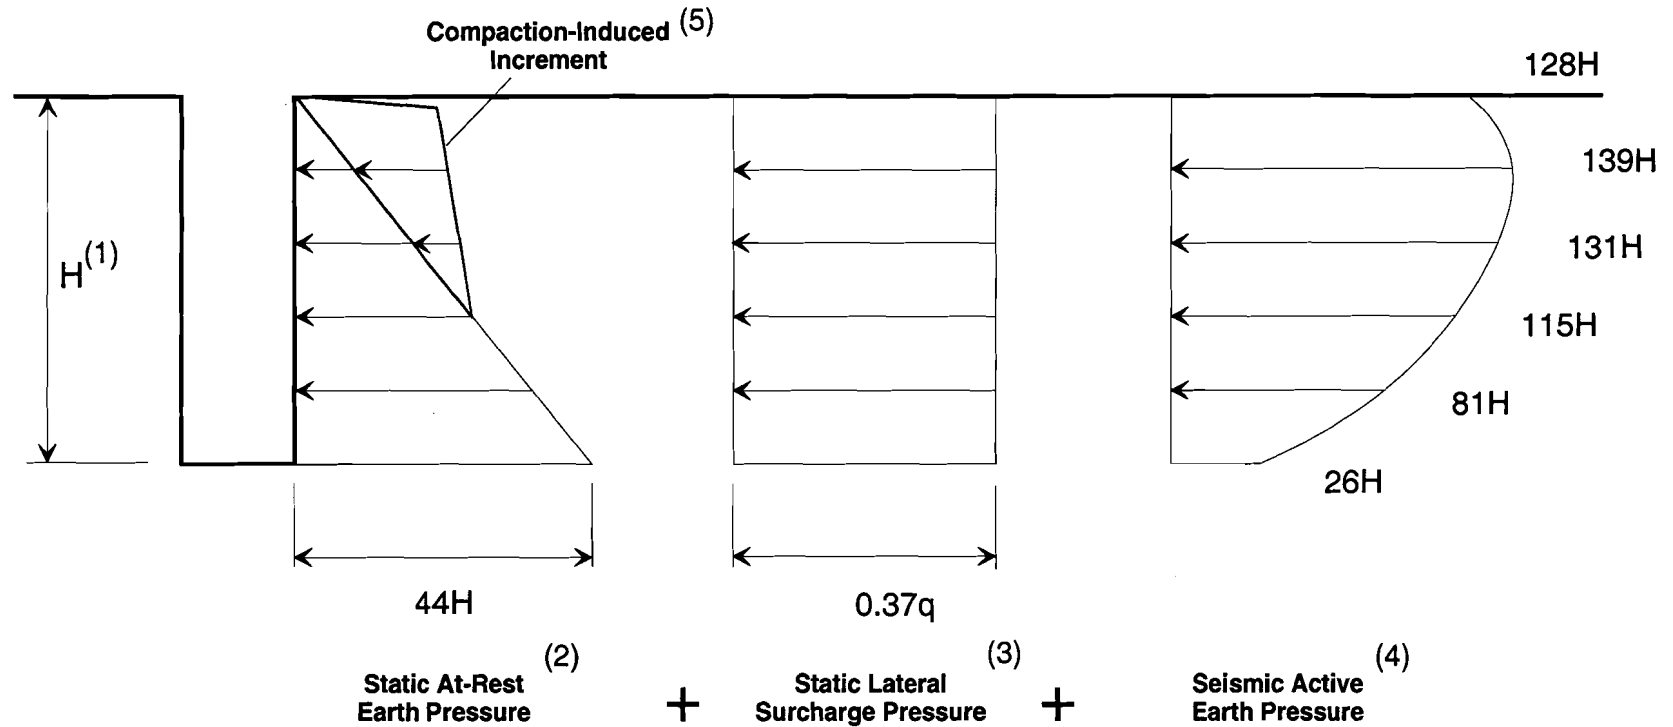 Compaction-Induced (5)
Increment
128H
139H
H(1)
131H
115H
81H
26H
44H
0.37q
(2)
(3)
(4)
Static At-Rest
Earth Pressure
+
Static Lateral
Surcharge Pressure
+
Seismic Active
Earth Pressure